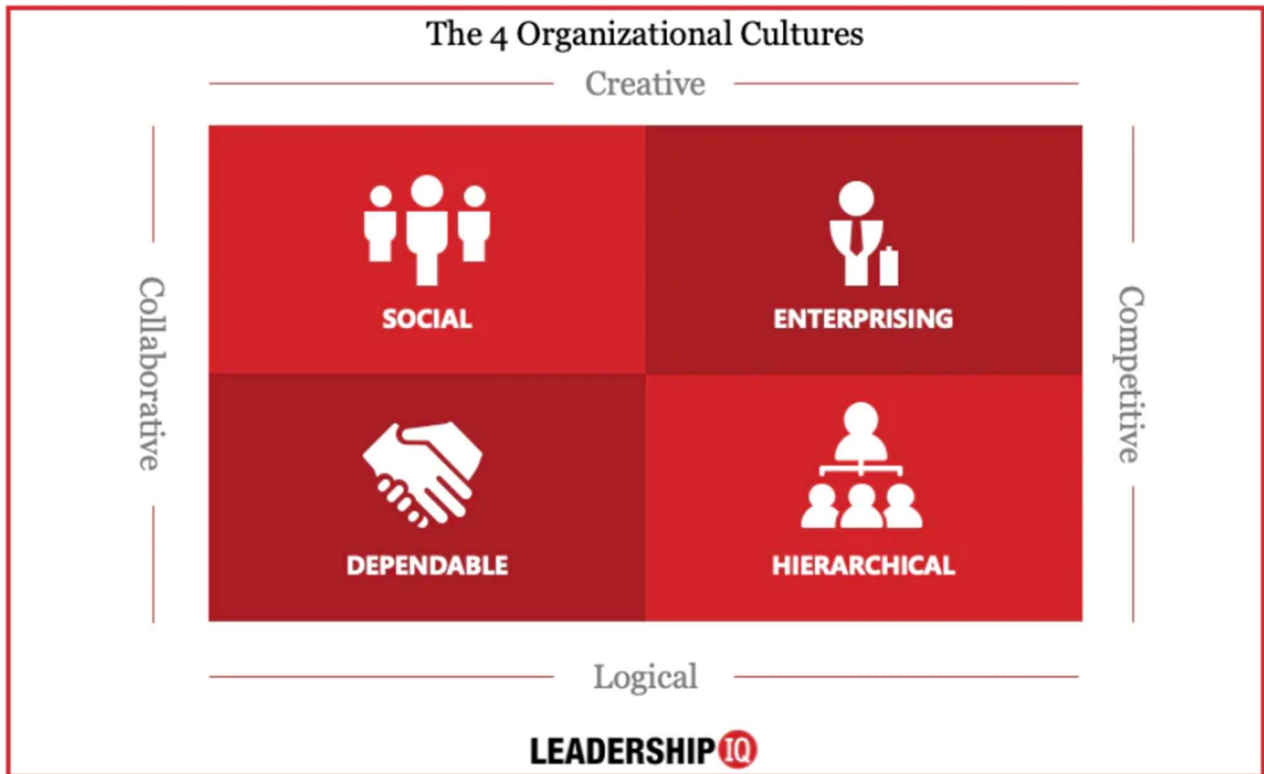 The 4 Organizational Cultures
Creative
Collaborative
SOCIAL
ENTERPRISING
Competitive
DEPENDABLE
HIERARCHICAL
Logical
LEADERSHIP IQ